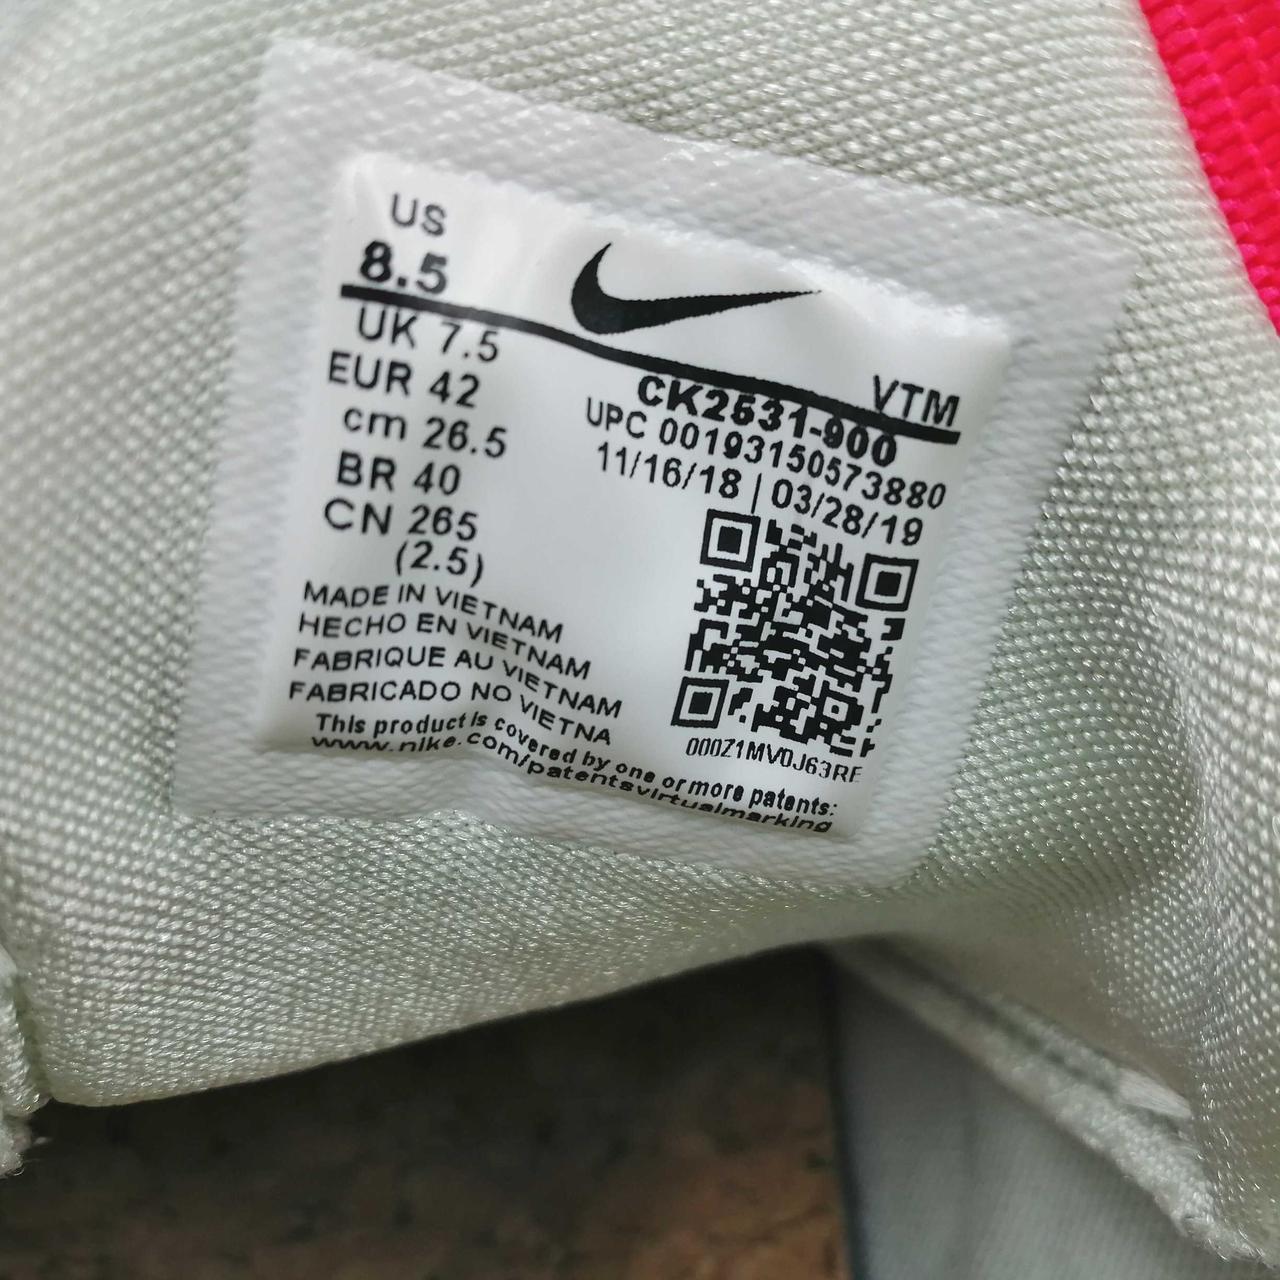 US
8.5
VTM
UK 7.5
EUR 42
cm 26.5
BR 40
CN 265
(2.5)
CK2531-900
UPC 00193150573880
11/16/18 | 03/28/19
000Z1MV0J63RE
MADE IN VIETNAM
HECHO EN VIETNAM
FABRIQUE AU VIETNAM
FABRICADO NO VIETNA
This product is covered by one or more patents:
www.nike.com/patentsvirtualmarking